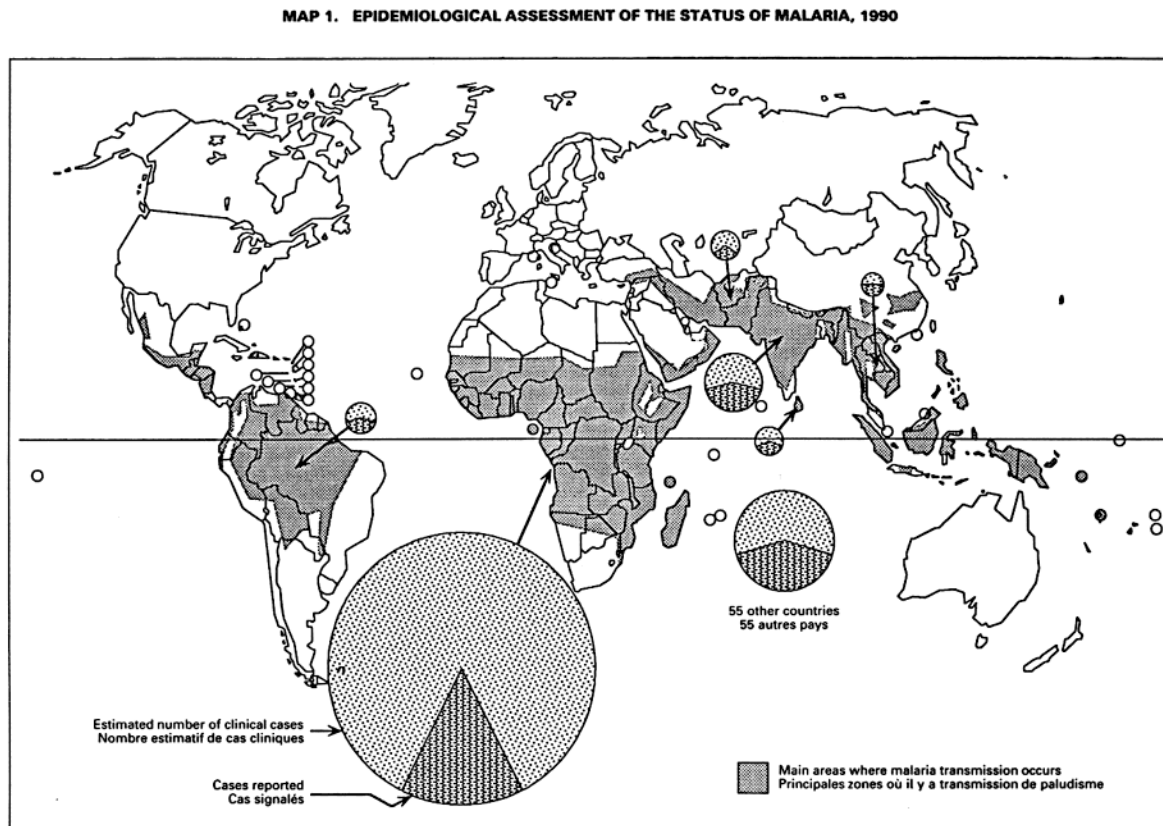 MAP 1. EPIDEMIOLOGICAL ASSESSMENT OF THE STATUS OF MALARIA, 1990
55 other countries
55 autres pays
Estimated number of clinical cases
Nombre estimatif de cas cliniques
Cases reported
Cas signalés
Main areas where malaria transmission occurs
Principales zones où il y a transmission de paludisme